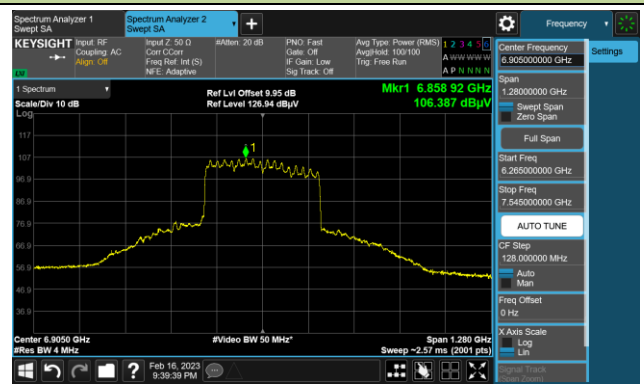 Spectrum Analyzer 1
Swept SA
Spectrum Analyzer 2
Swept SA
Frequency
KEYSIGHT
Input: RF
Coupling: AC
Align: Off
Input Z: 50 Ω
Corr CCorr
Freq Ref: Int (S)
NFE: Adaptive
#Atten: 20 dB
PNO: Fast
Gate: Off
IF Gain: Low
Sig Track: Off
Avg Type: Power (RMS)
Avg|Hold: 100/100
Trig: Free Run
1 2 3 4 5 6
A W W W W W
A P N N N N
LXI
1 Spectrum
Scale/Div 10 dB
Log
Ref Lvl Offset 9.95 dB
Ref Level 126.94 dBµV
Mkr1 6.858 92 GHz
106.387 dBµV
1
117
107
96.9
86.9
76.9
66.9
56.9
46.9
36.9
Center 6.9050 GHz
#Res BW 4 MHz
#Video BW 50 MHz*
Span 1.280 GHz
Sweep ~2.57 ms (2001 pts)
Feb 16, 2023
9:39:39 PM
Center Frequency
6.905000000 GHz
Settings
Span
1.28000000 GHz
Swept Span
Zero Span
Full Span
Start Freq
6.265000000 GHz
Stop Freq
7.545000000 GHz
AUTO TUNE
CF Step
128.000000 MHz
Auto
Man
Freq Offset
0 Hz
X Axis Scale
Log
Lin
Signal Track
(Span Zoom)